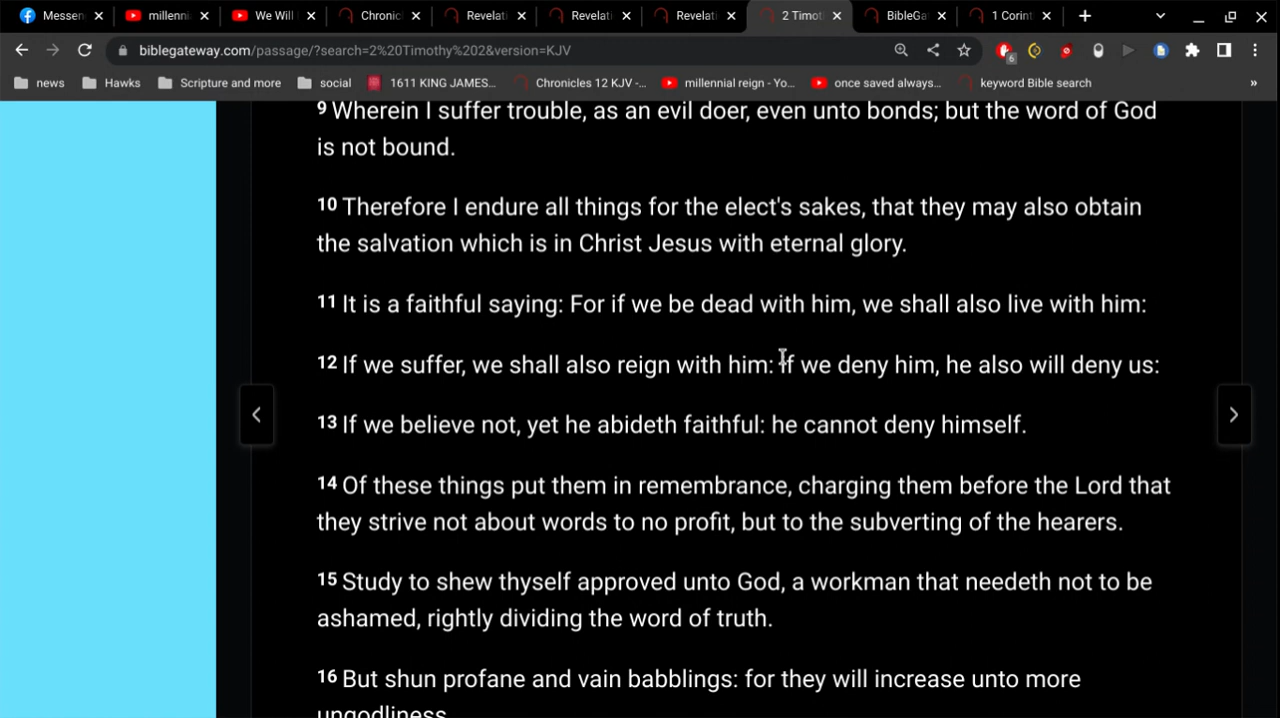 Messen
millenni
We Will
Chronic
Revelati
Revelati
Revelati
2 Timot
BibleGa
1 Corint
biblegateway.com/passage/?search=2%20Timothy%202&version=KJV
6
news
Hawks
Scripture and more
social
1611 KING JAMES...
Chronicles 12 KJV -...
millennial reign - Yo...
once saved always...
keyword Bible search
»
9 Wherein I suffer trouble, as an evil doer, even unto bonds; but the word of God
is not bound.
10 Therefore I endure all things for the elect's sakes, that they may also obtain
the salvation which is in Christ Jesus with eternal glory.
11 It is a faithful saying: For if we be dead with him, we shall also live with him:
12 If we suffer, we shall also reign with him: if we deny him, he also will deny us:
13 If we believe not, yet he abideth faithful: he cannot deny himself.
14 Of these things put them in remembrance, charging them before the Lord that
they strive not about words to no profit, but to the subverting of the hearers.
15 Study to shew thyself approved unto God, a workman that needeth not to be
ashamed, rightly dividing the word of truth.
16 But shun profane and vain babblings: for they will increase unto more
ungodliness.